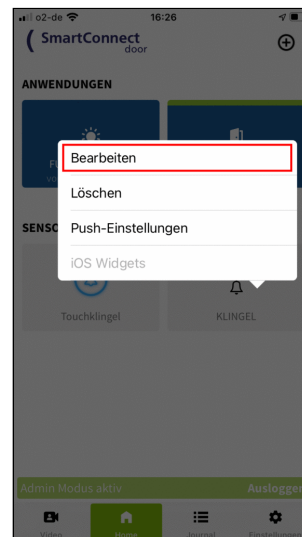 o2-de
16:26
SmartConnect
door
ANWENDUNGEN
Bearbeiten
Löschen
Push-Einstellungen
iOS Widgets
Touchklingel
KLINGEL
Admin Modus aktiv
Ausloggen
Video
Home
Journal
Einstellungen